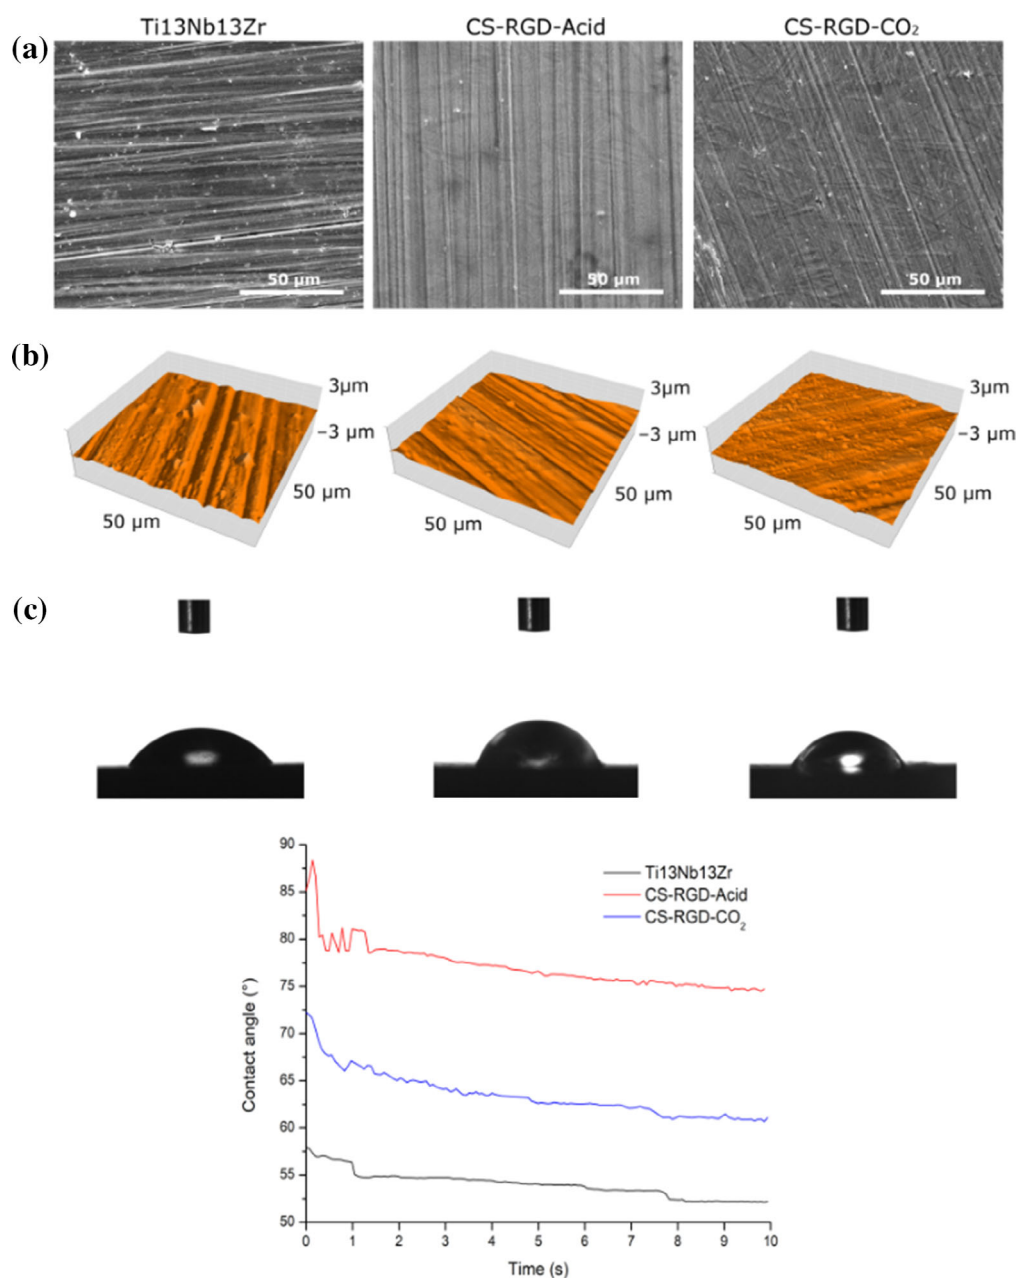 Ti13Nb13Zr CS-RGD-Acid CS-RGD-CO₂
(a)
50 µm 50 µm 50 µm
(b)
3µm 3µm 3µm
−3 µm −3 µm −3 µm
50 µm 50 µm 50 µm
50 µm 50 µm 50 µm
(c)
90
85
80
75
70
65
60
55
50
Contact angle (°)
Ti13Nb13Zr
CS-RGD-Acid
CS-RGD-CO₂
0 1 2 3 4 5 6 7 8 9 10
Time (s)